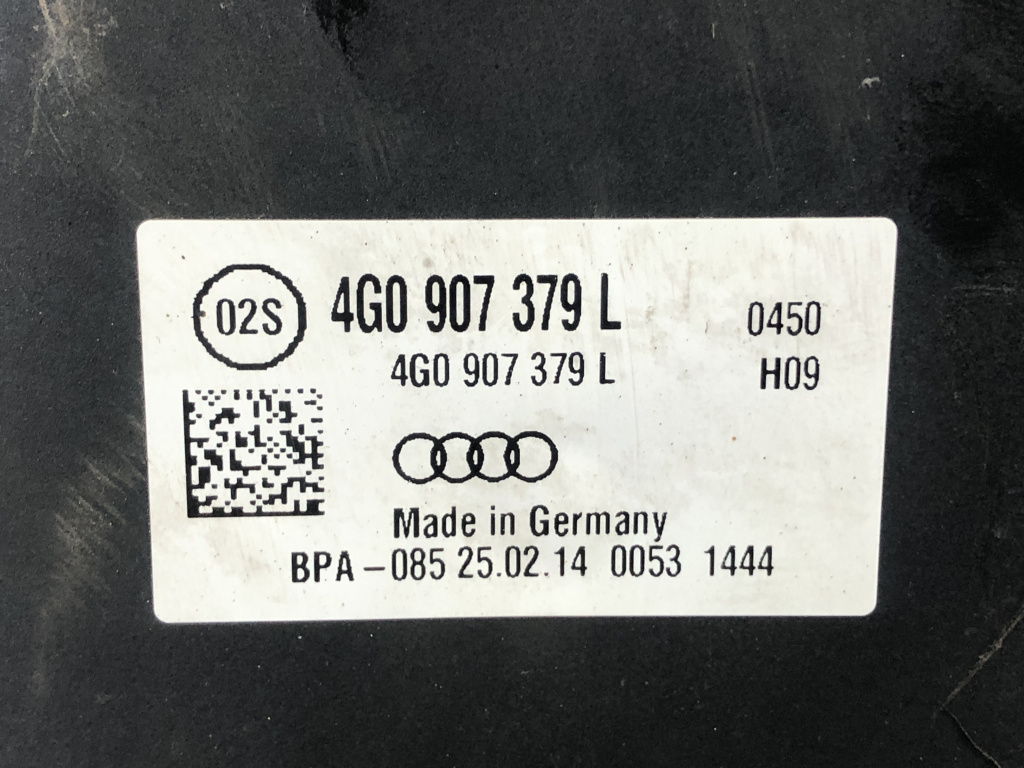 02S 4G0 907 379 L 0450
4G0 907 379 L H09
Made in Germany
BPA-085 25.02.14 0053 1444